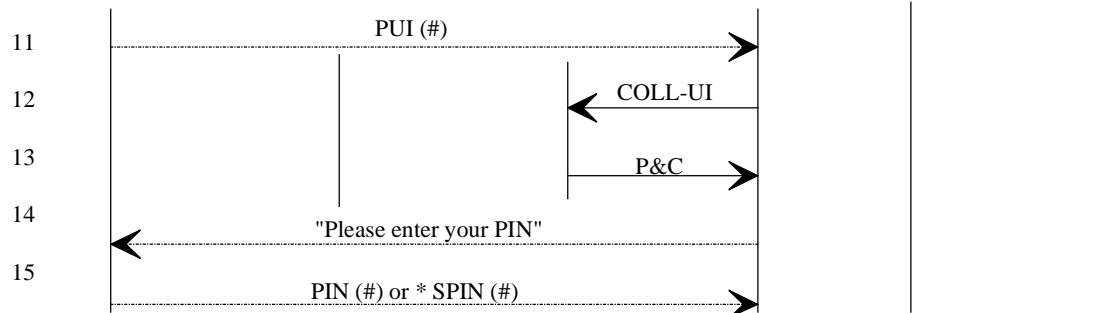 11
PUI (#)
12
COLL-UI
13
P&C
14
"Please enter your PIN"
15
PIN (#) or * SPIN (#)